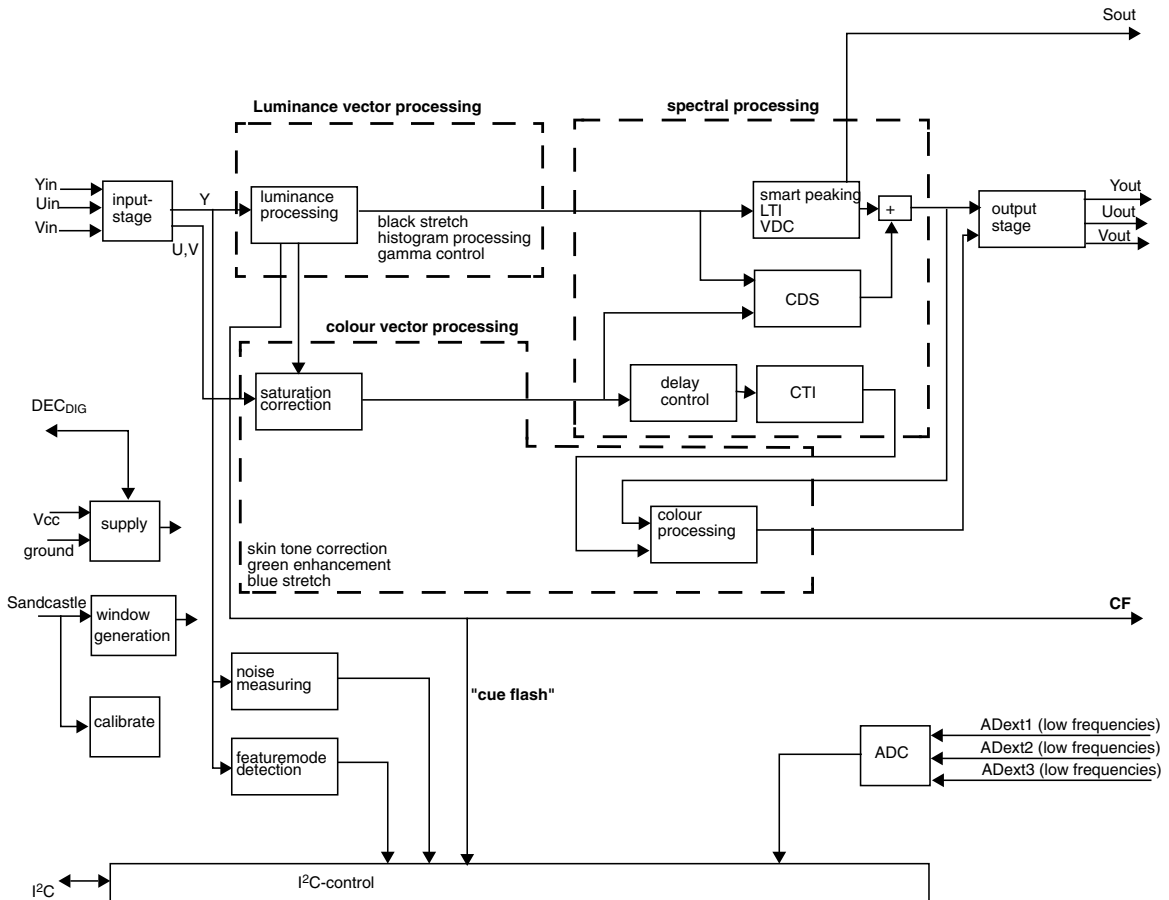 Sout
Luminance vector processing
spectral processing
Yin
Uin
Vin
input-
stage
Y
U,V
luminance
processing
black stretch
histogram processing
gamma control
smart peaking
LTI
VDC
+
output
stage
Yout
Uout
Vout
CDS
colour vector processing
saturation
correction
delay
control
CTI
DECDIG
Vcc
ground
supply
colour
processing
skin tone correction
green enhancement
blue stretch
Sandcastle
window
generation
CF
noise
measuring
"cue flash"
calibrate
featuremode
detection
ADC
ADext1 (low frequencies)
ADext2 (low frequencies)
ADext3 (low frequencies)
I²C
I²C-control